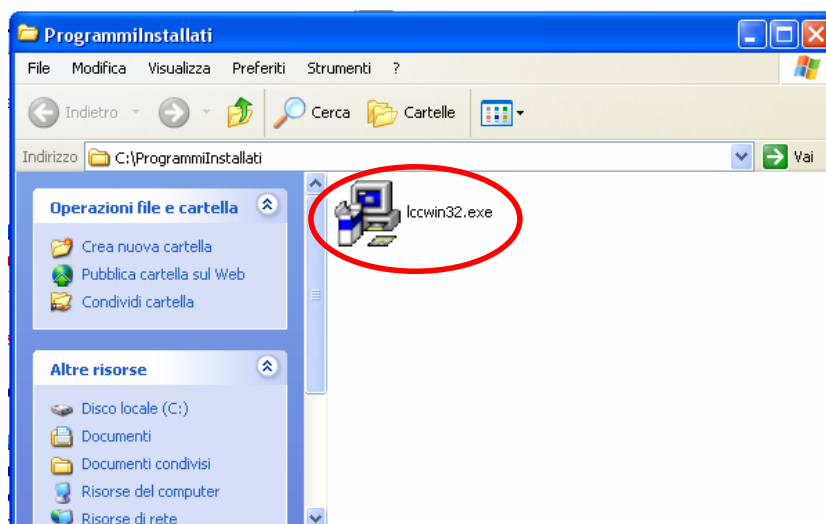 ProgrammiInstallati
File Modifica Visualizza Preferiti Strumenti ?
Indietro Cerca Cartelle
Indirizzo C:\ProgrammiInstallati Vai
Operazioni file e cartella
Crea nuova cartella
Pubblica cartella sul Web
Condividi cartella
Altre risorse
Disco locale (C:)
Documenti
Documenti condivisi
Risorse del computer
Risorse di rete
lccwin32.exe